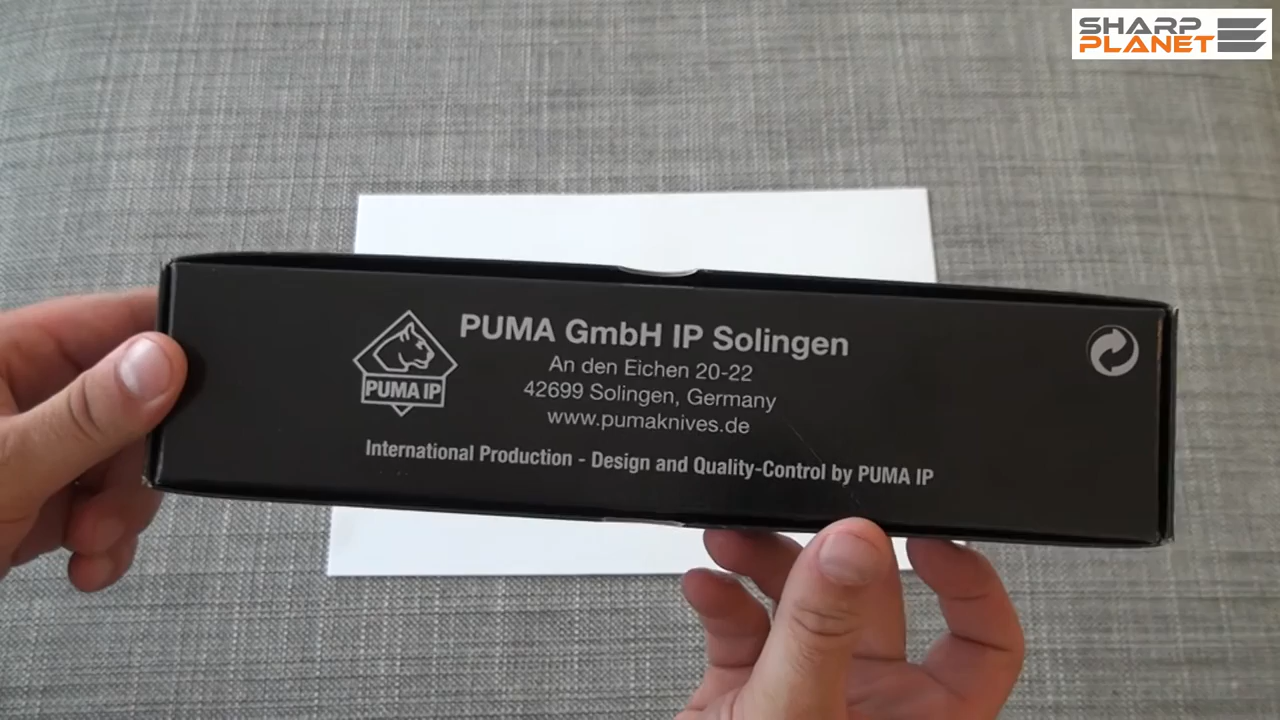 SHARP
PLANET
PUMA IP
PUMA GmbH IP Solingen
An den Eichen 20-22
42699 Solingen, Germany
www.pumaknives.de
International Production - Design and Quality-Control by PUMA IP